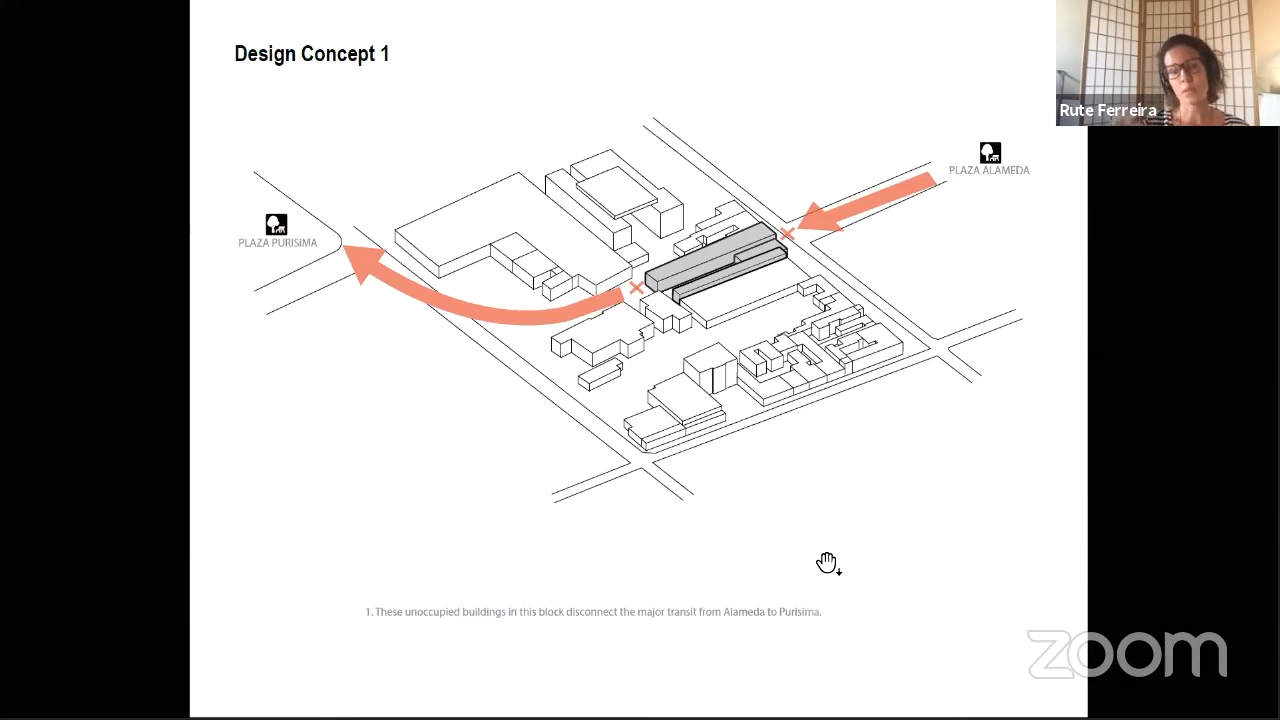 Design Concept 1
Rute Ferreira
PLAZA ALAMEDA
PLAZA PURISIMA
1. These unoccupied buildings in this block disconnect the major transit from Alameda to Purisima.
zoom